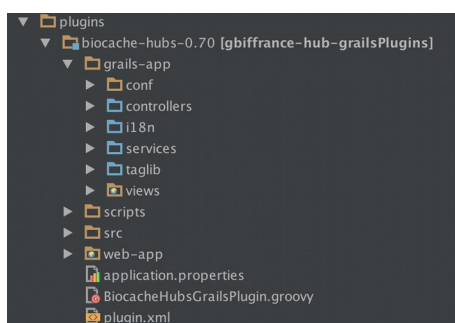 plugins
biocache-hubs-0.70 [gbiffrance-hub-grailsPlugins]
grails-app
conf
controllers
i18n
services
taglib
views
scripts
src
web-app
application.properties
BiocacheHubsGrailsPlugin.groovy
plugin.xml